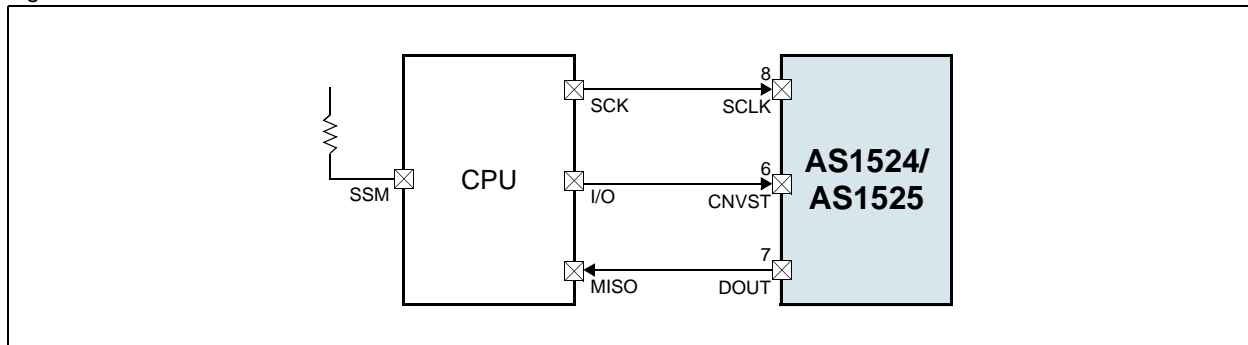 8
SCK
SCLK
AS1524/
AS1525
CPU
SSM
6
I/O
CNVST
7
MISO
DOUT